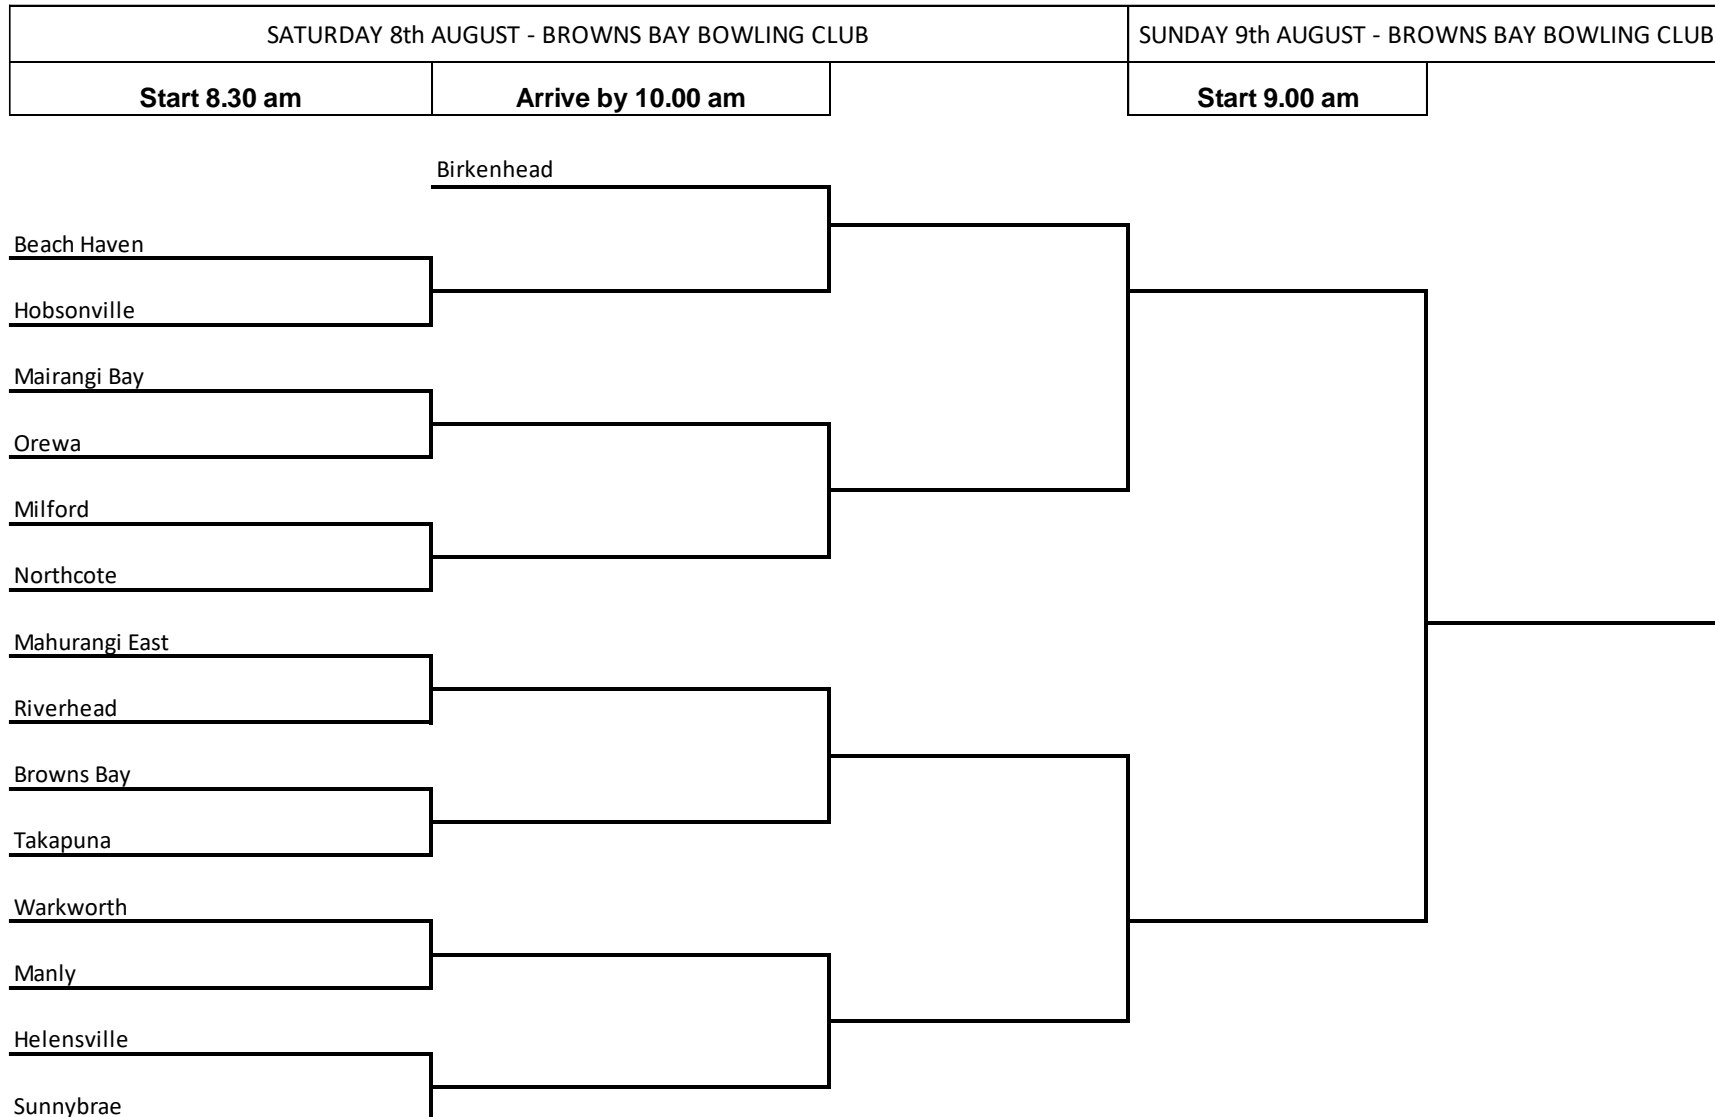 SATURDAY 8th AUGUST - BROWNS BAY BOWLING CLUB
SUNDAY 9th AUGUST - BROWNS BAY BOWLING CLUB
Start 8.30 am
Arrive by 10.00 am
Start 9.00 am
Birkenhead
Beach Haven
Hobsonville
Mairangi Bay
Orewa
Milford
Northcote
Mahurangi East
Riverhead
Browns Bay
Takapuna
Warkworth
Manly
Helensville
Sunnybrae